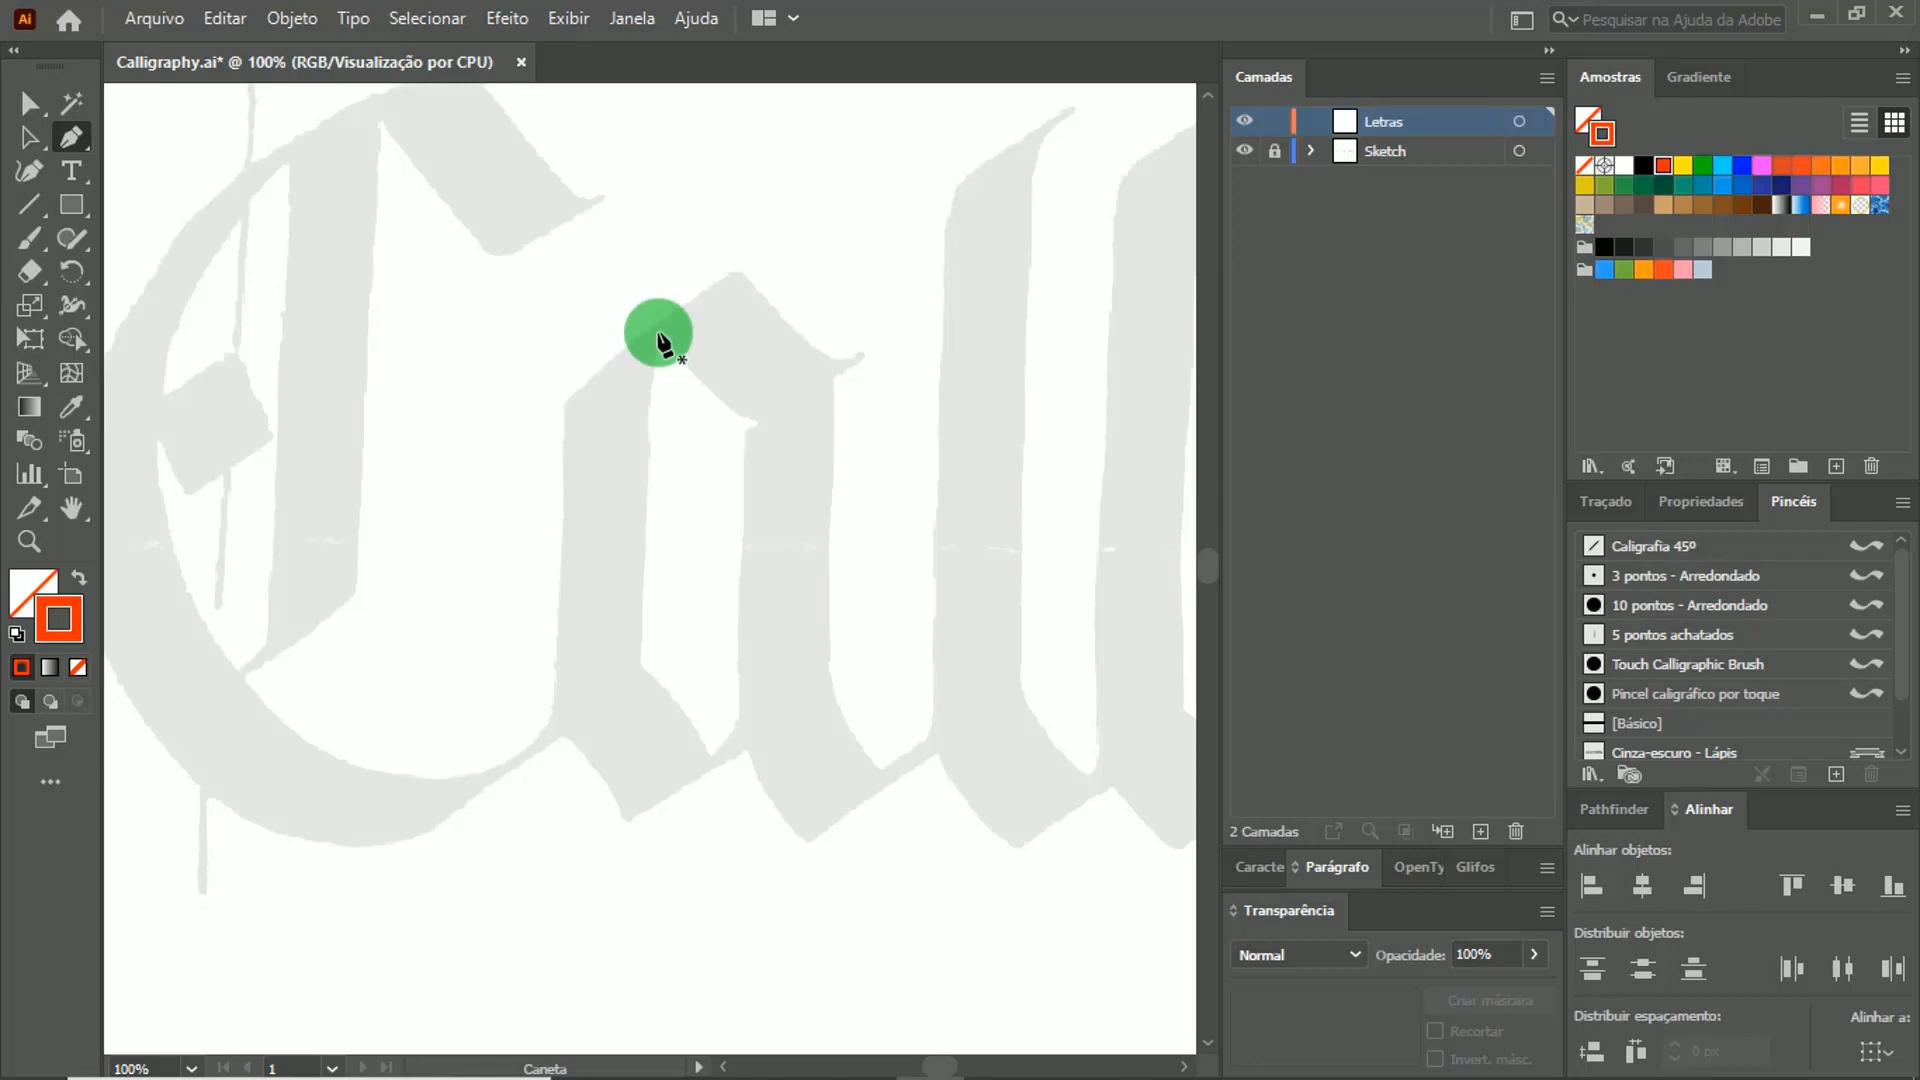 Ai
Arquivo Editar Objeto Tipo Selecionar Efeito Exibir Janela Ajuda
Pesquisar na Ajuda da Adobe
Calligraphy.ai* @ 100% (RGB/Visualização por CPU)
Camadas
Letras
Sketch
Amostras Gradiente
Traçado Propriedades Pincéis
Caligrafia 45º
3 pontos - Arredondado
10 pontos - Arredondado
5 pontos achatados
Touch Calligraphic Brush
Pincel caligráfico por toque
[Básico]
Cinza-escuro - Lápis
2 Camadas
Caracte Parágrafo OpenTy Glifos
Transparência
Normal Opacidade: 100%
Criar máscara
Recortar
Invert. másc.
Pathfinder Alinhar
Alinhar objetos:
Distribuir objetos:
Distribuir espaçamento: Alinhar a:
0 px
100% 1 Caneta